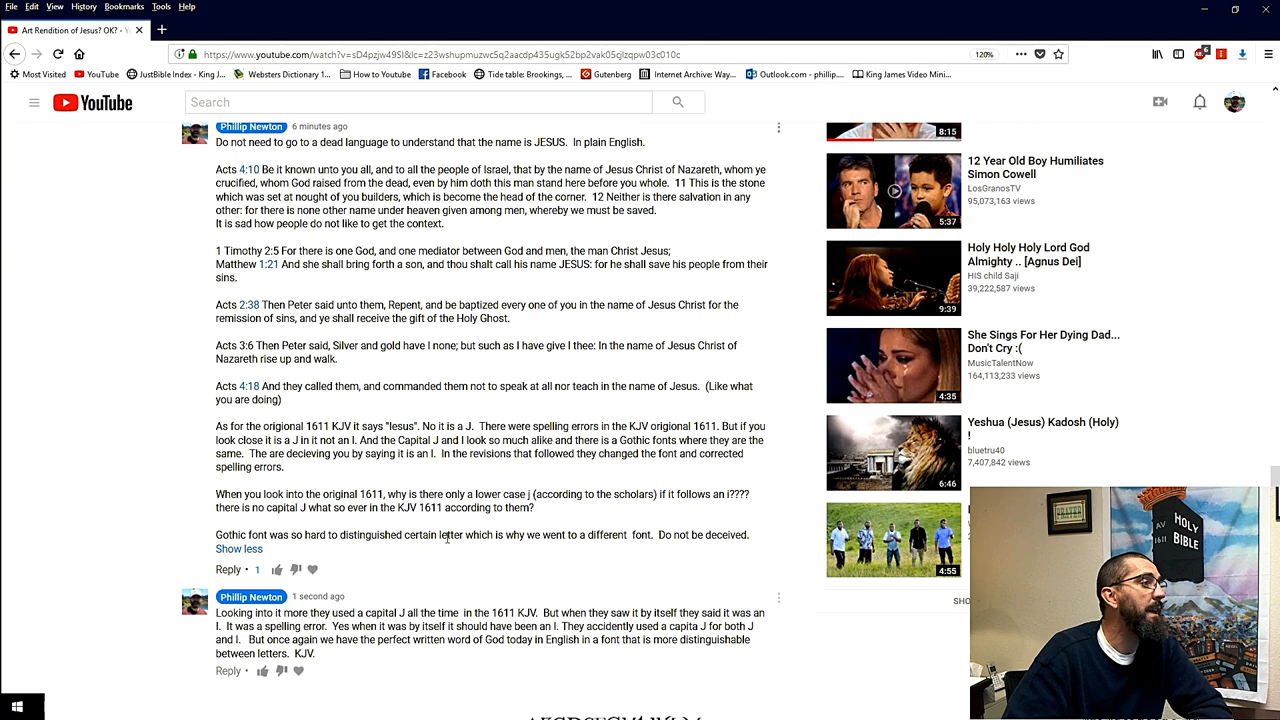 File Edit View History Bookmarks Tools Help
Art Rendition of Jesus? OK? - Y
https://www.youtube.com/watch?v=sD4pzjw49SI&lc=z23wshupmuzwc5q2aacdp435ugk52bp2vak05cjlzqpw03c010c
120%
6
Most Visited YouTube JustBible Index - King J... Websters Dictionary 1... How to Youtube Facebook Tide table: Brookings, ... Gutenberg Internet Archive: Way... Outlook.com - phillip.... King James Video Mini...
YouTube
Search
Phillip Newton 6 minutes ago
Do not need to go to a dead language to understand that the name is JESUS. In plain English.
Acts 4:10 Be it known unto you all, and to all the people of Israel, that by the name of Jesus Christ of Nazareth, whom ye
crucified, whom God raised from the dead, even by him doth this man stand here before you whole. 11 This is the stone
which was set at nought of you builders, which is become the head of the corner. 12 Neither is there salvation in any
other: for there is none other name under heaven given among men, whereby we must be saved.
It is sad how people do not like to get the context.
1 Timothy 2:5 For there is one God, and one mediator between God and men, the man Christ Jesus;
Matthew 1:21 And she shall bring forth a son, and thou shalt call his name JESUS: for he shall save his people from their
sins.
Acts 2:38 Then Peter said unto them, Repent, and be baptized every one of you in the name of Jesus Christ for the
remission of sins, and ye shall receive the gift of the Holy Ghost.
Acts 3:6 Then Peter said, Silver and gold have I none; but such as I have give I thee: In the name of Jesus Christ of
Nazareth rise up and walk.
Acts 4:18 And they called them, and commanded them not to speak at all nor teach in the name of Jesus. (Like what
you are doing)
As for the origional 1611 KJV it says "Iesus". No it is a J. There were spelling errors in the KJV origional 1611. But if you
look close it is a J in it not an I. And the Capital J and I look so much alike and there is a Gothic fonts where they are the
same. The are decieving you by saying it is an I. In the revisions that followed they changed the font and corrected
spelling errors.
When you look into the original 1611, why is there only a lower case j (according to the scholars) if it follows an i????
there is no capital J what so ever in the KJV 1611 according to them?
Gothic font was so hard to distinguished certain letter which is why we went to a different font. Do not be deceived.
Show less
Reply 1
Phillip Newton 1 second ago
Looking into it more they used a capital J all the time in the 1611 KJV. But when they saw it by itself they said it was an
I. It was a spelling error. Yes when it was by itself it should have been an I. They accidently used a capita J for both J
and I. But once again we have the perfect written word of God today in English in a font that is more distinguishable
between letters. KJV.
Reply
8:15
12 Year Old Boy Humiliates
Simon Cowell
LosGranosTV
95,073,163 views
5:37
Holy Holy Holy Lord God
Almighty .. [Agnus Dei]
HIS child Saji
39,222,587 views
9:39
She Sings For Her Dying Dad...
Don't Cry :(
MusicTalentNow
164,113,233 views
4:35
Yeshua (Jesus) Kadosh (Holy)
!
bluetru40
7,407,842 views
6:46
4:55
SHO
PRAYER
AV
1611
HOLY
BIBLE